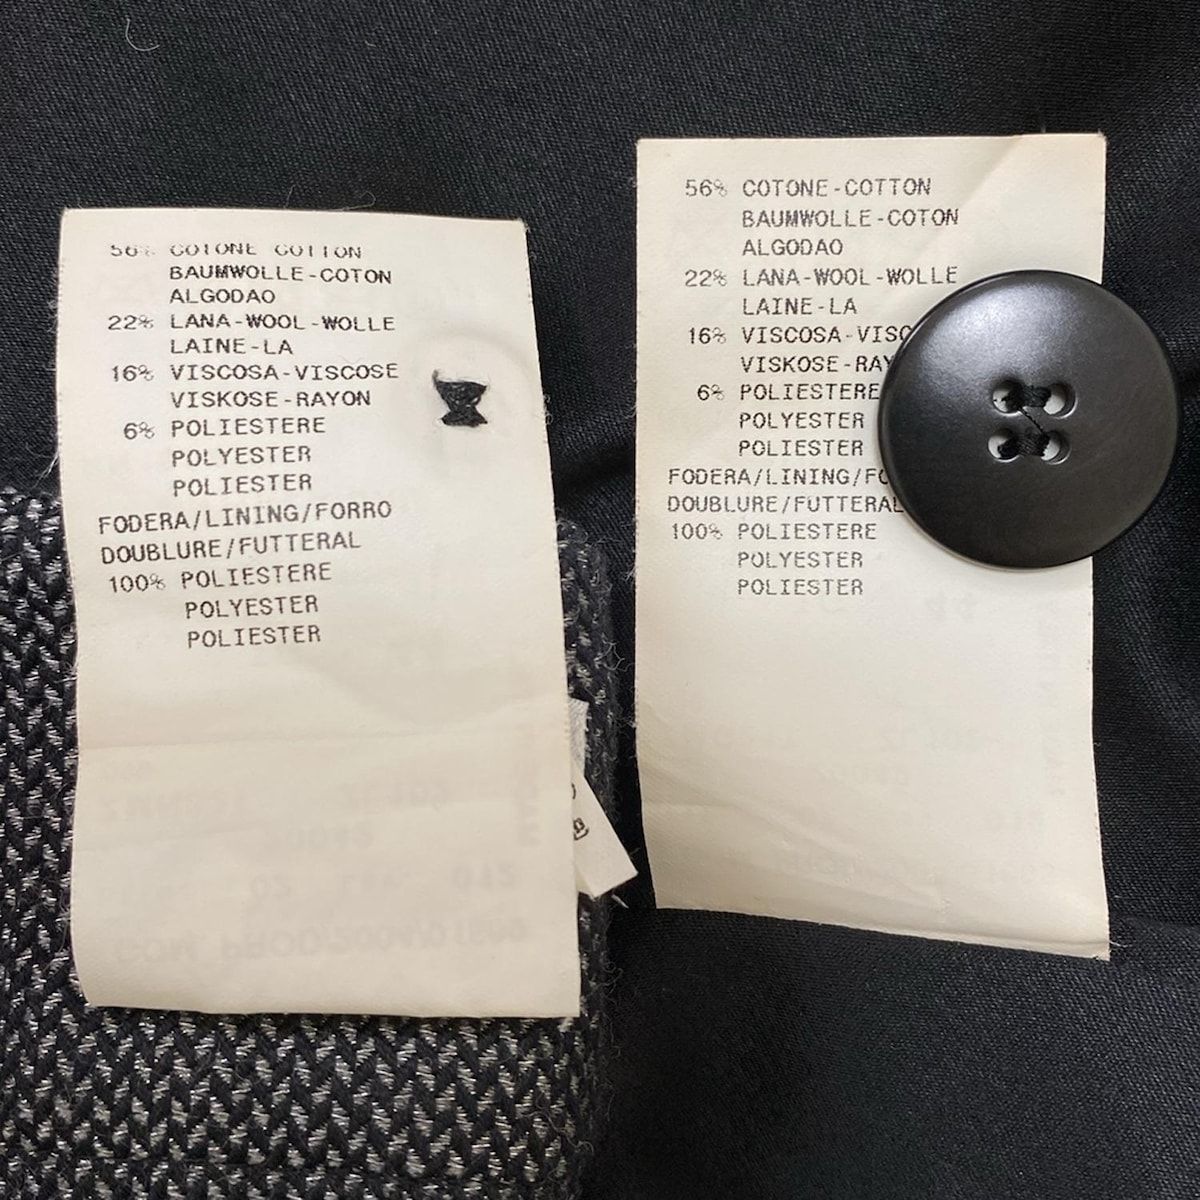 56% COTONE COTTON
BAUMWOLLE-COTON
ALGODAO
22% LANA-WOOL-WOLLE
LAINE-LA
16% VISCOSA-VISCOSE
VISKOSE-RAYON
6% POLIESTERE
POLYESTER
POLIESTER
FODERA/LINING/FORRO
DOUBLURE/FUTTERAL
100% POLIESTERE
POLYESTER
POLIESTER
56% COTONE-COTTON
BAUMWOLLE-COTON
ALGODAO
22% LANA-WOOL-WOLLE
LAINE-LA
16% VISCOSA-VISC
VISKOSE-RAY
6% POLIESTERE
POLYESTER
POLIESTER
FODERA/LINING/FO
DOUBLURE/FUTTERAL
100% POLIESTERE
POLYESTER
POLIESTER